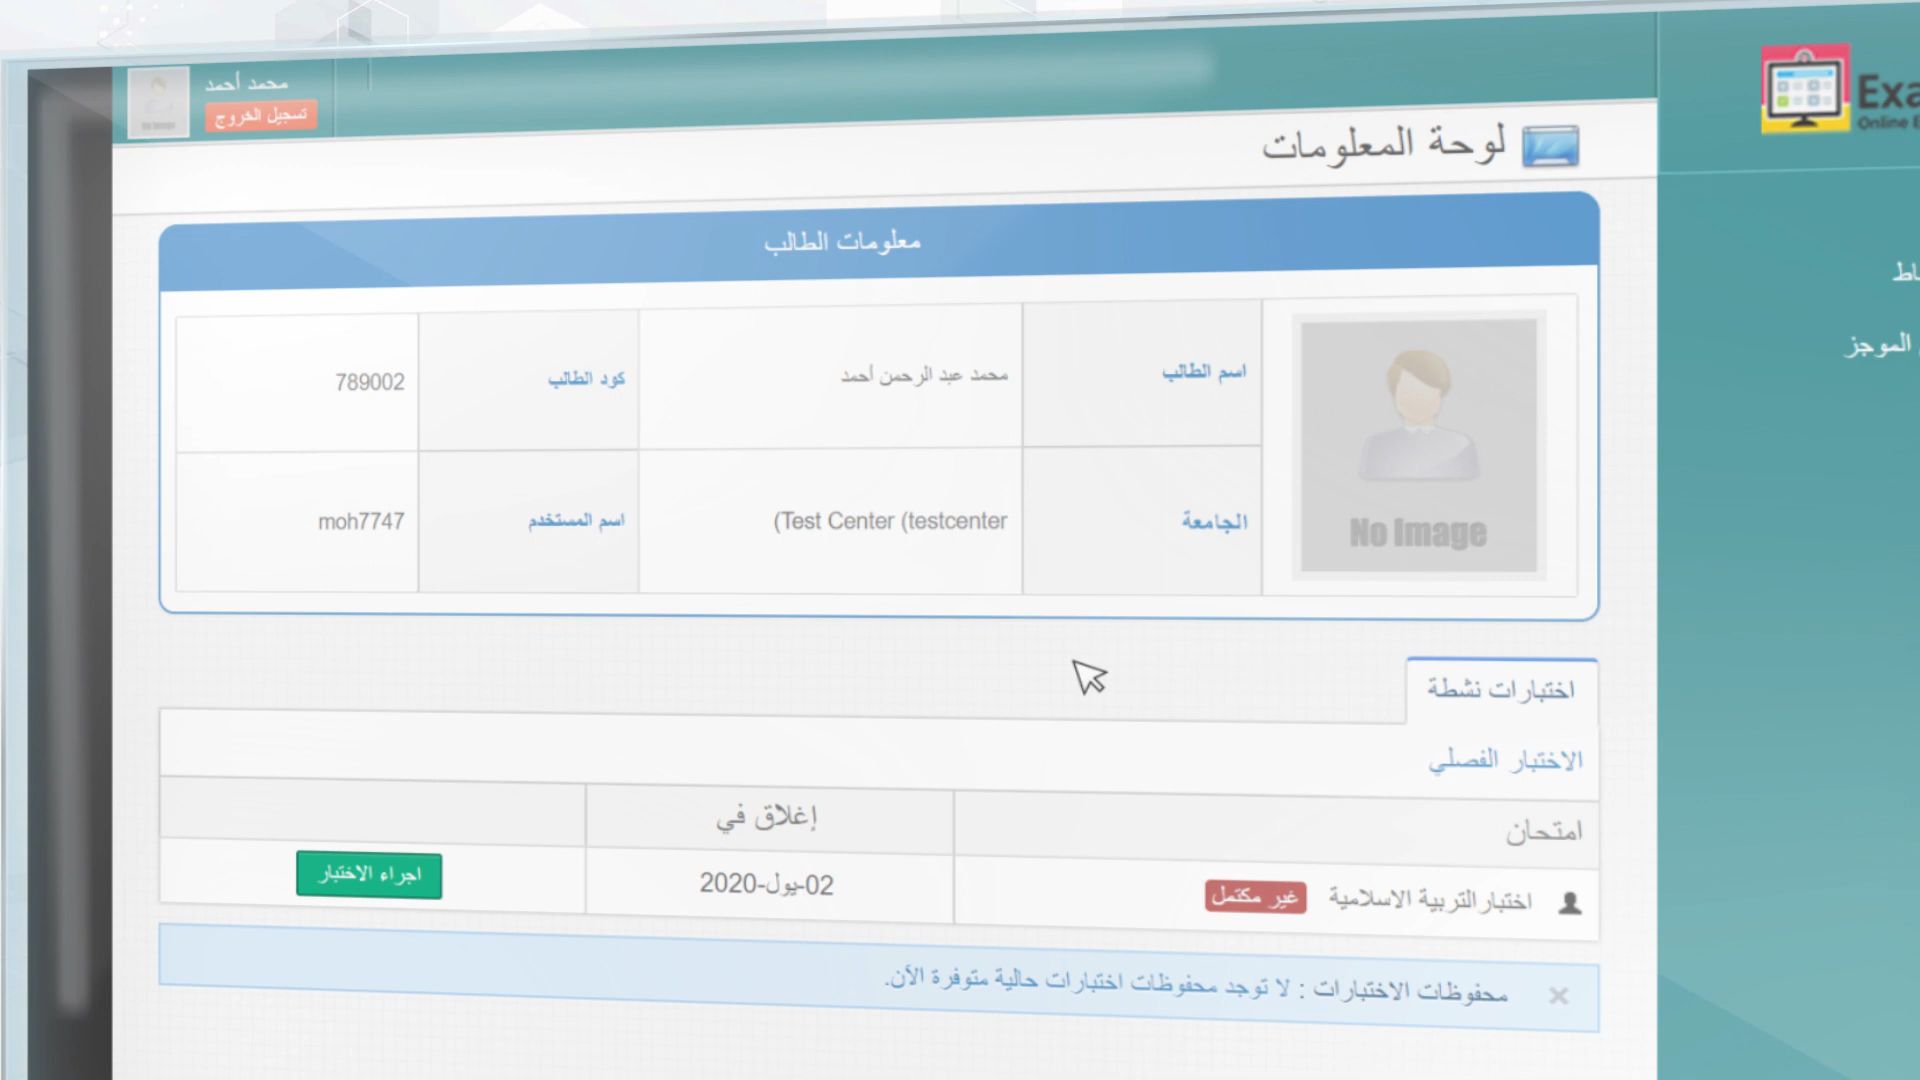 محمد أحمد
تسجيل الخروج
لوحة المعلومات
معلومات الطالب
اسم الطالب
محمد عبد الرحمن أحمد
كود الطالب
789002
الجامعة
(Test Center (testcenter
اسم المستخدم
moh7747
No Image
اختبارات نشطة
الاختبار الفصلي
امتحان
إغلاق في
اختبار التربية الاسلامية
غير مكتمل
02-يول-2020
اجراء الاختبار
محفوظات الاختبارات : لا توجد محفوظات اختبارات حالية متوفرة الآن.
Exa
Online E
الموجز